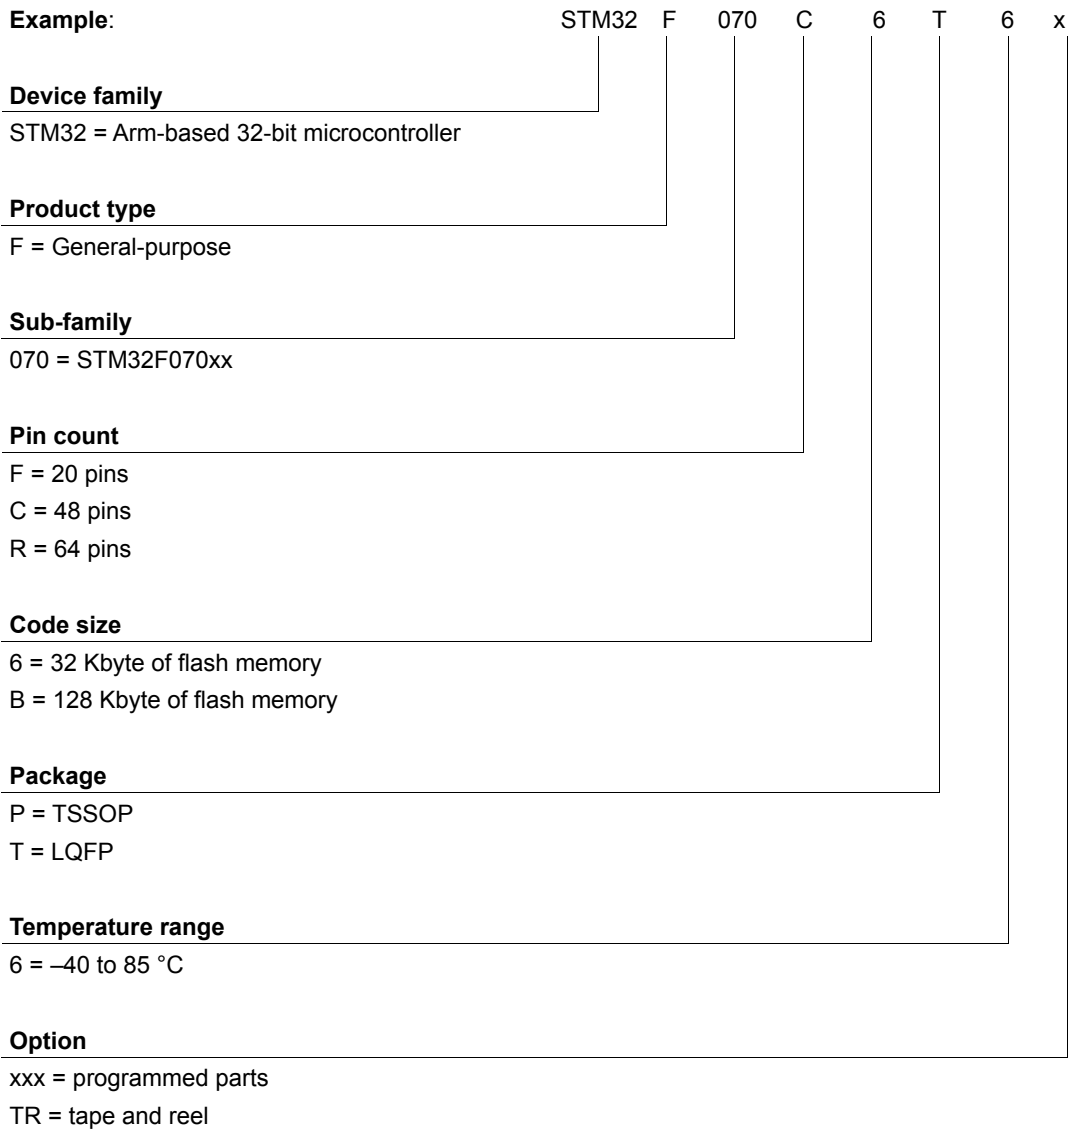 Example: STM32 F 070 C 6 T 6 x
Device family
STM32 = Arm-based 32-bit microcontroller
Product type
F = General-purpose
Sub-family
070 = STM32F070xx
Pin count
F = 20 pins
C = 48 pins
R = 64 pins
Code size
6 = 32 Kbyte of flash memory
B = 128 Kbyte of flash memory
Package
P = TSSOP
T = LQFP
Temperature range
6 = –40 to 85 °C
Option
xxx = programmed parts
TR = tape and reel